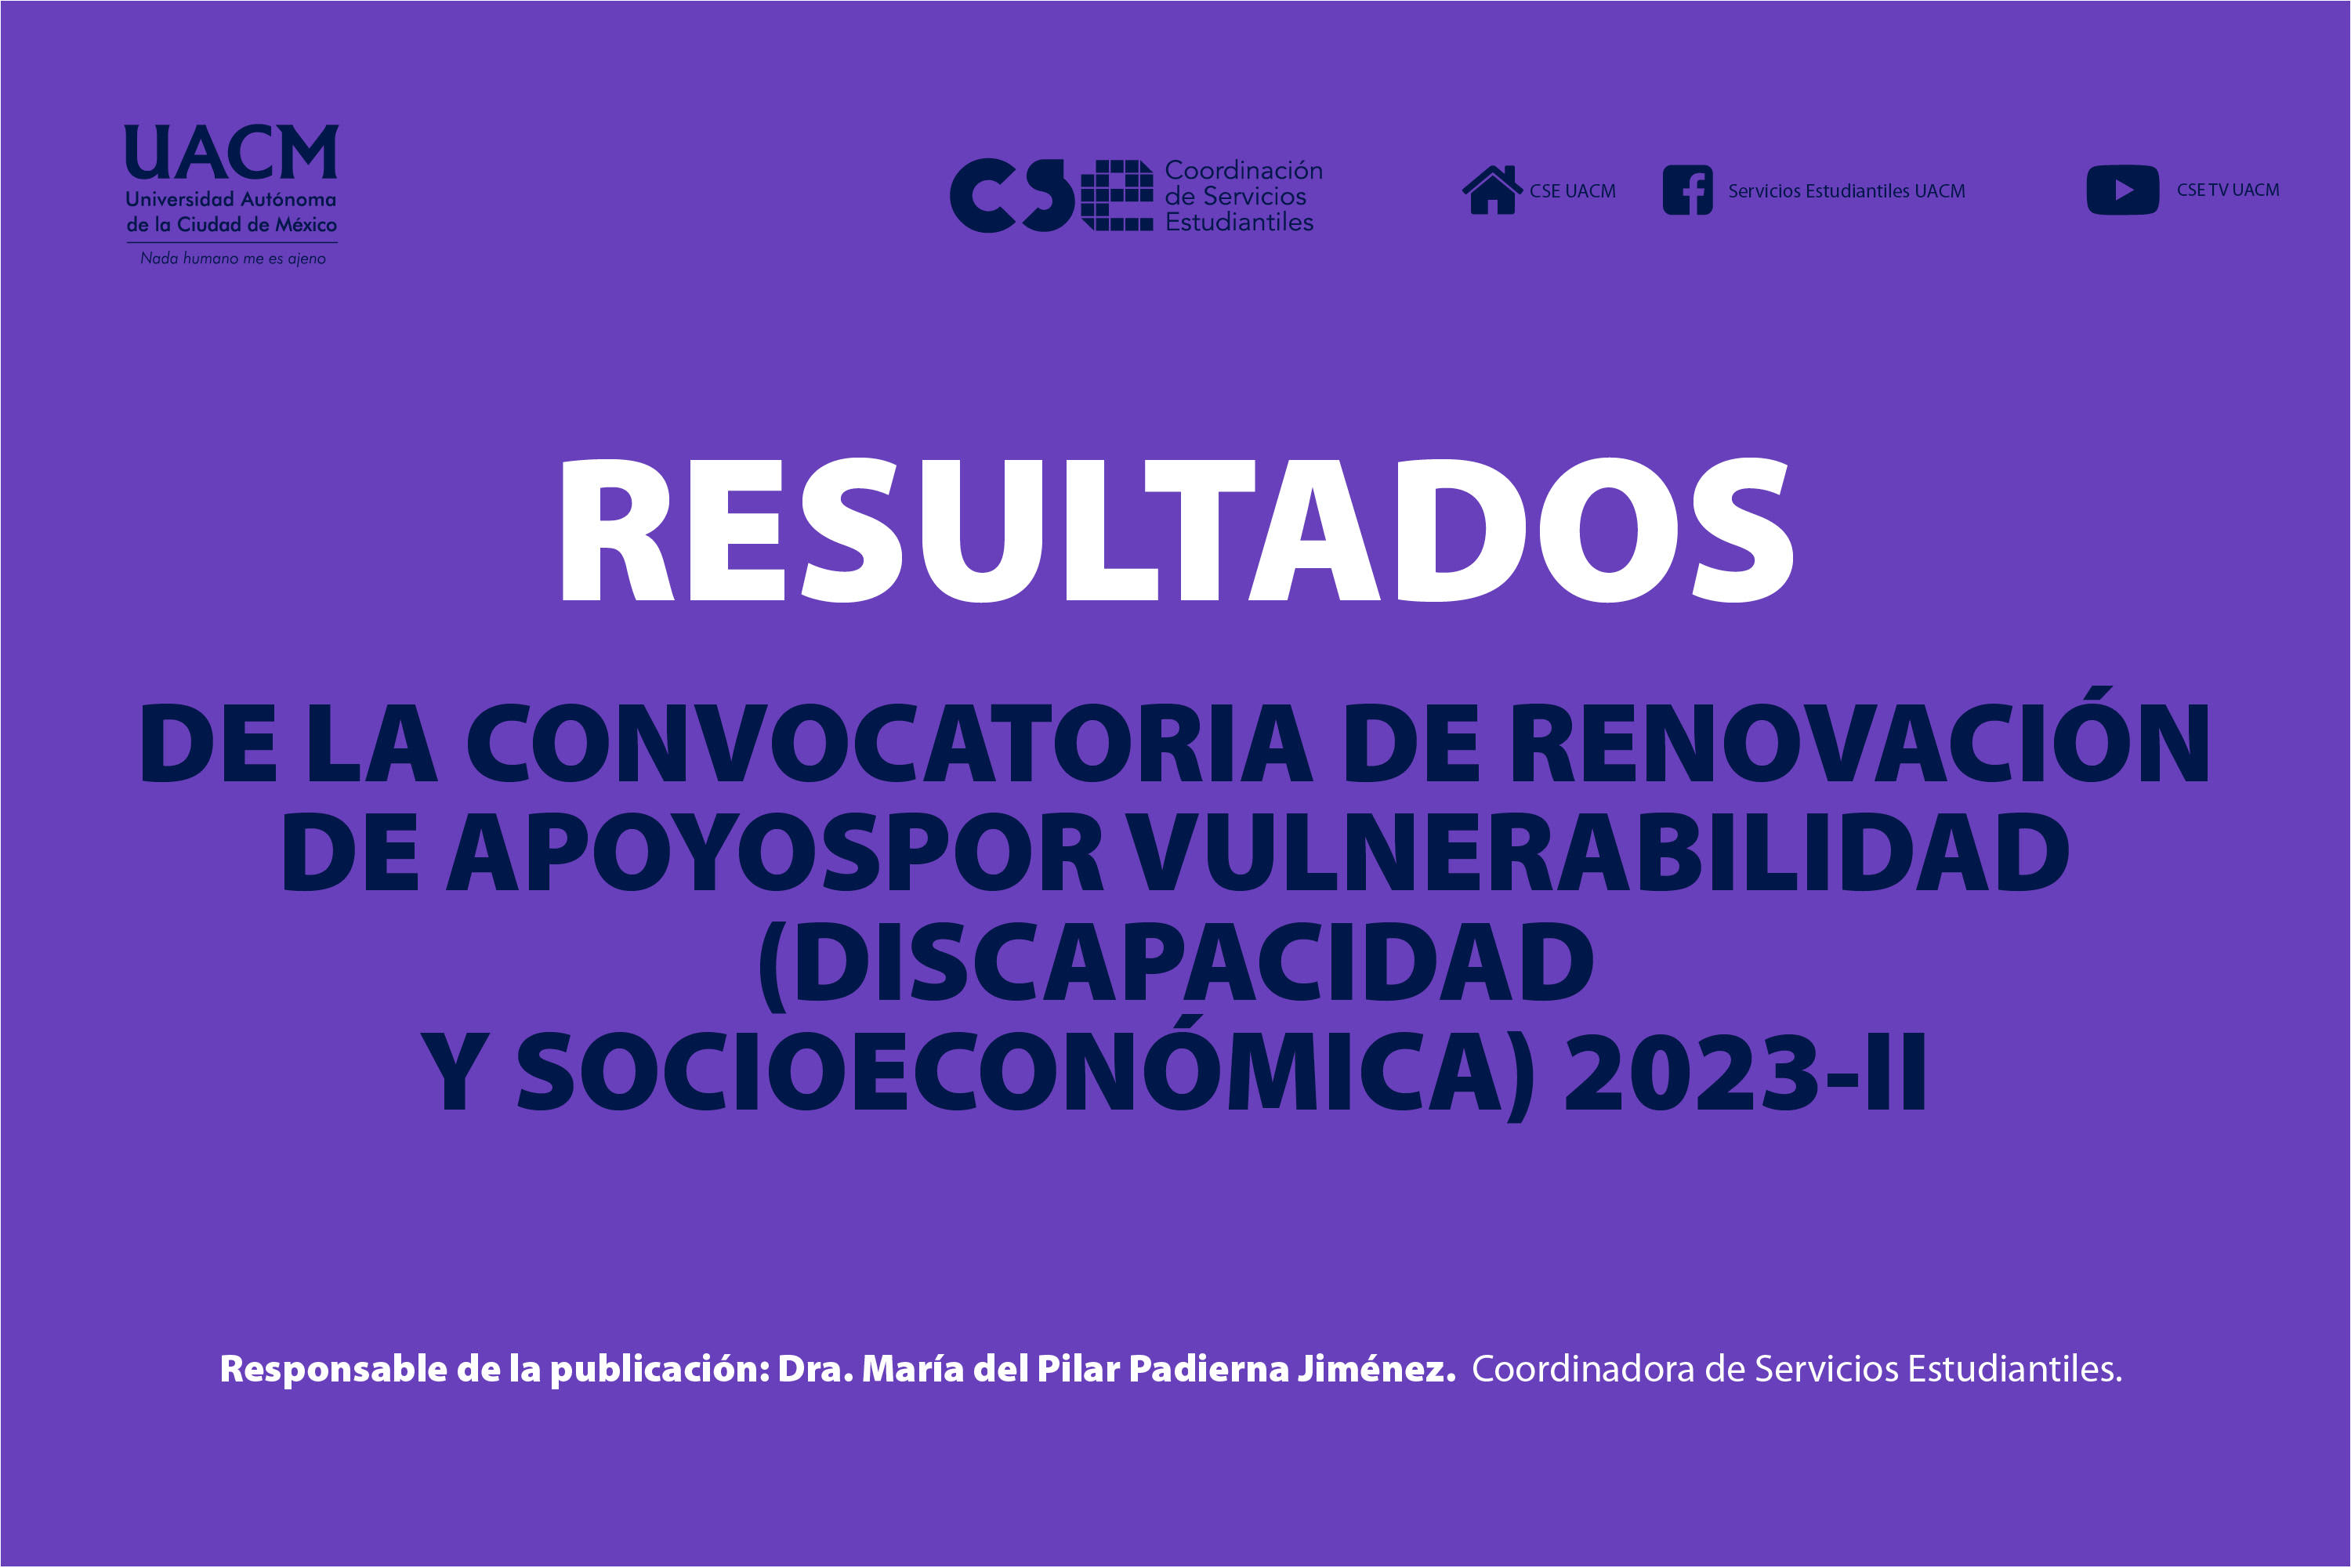 UACM
Universidad Autónoma
de la Ciudad de México
Nada humano me es ajeno
cse
Coordinación
de Servicios
Estudiantiles
CSE UACM
Servicios Estudiantiles UACM
CSE TV UACM
RESULTADOS
DE LA CONVOCATORIA DE RENOVACIÓN
DE APOYOSPOR VULNERABILIDAD
(DISCAPACIDAD
Y SOCIOECONÓMICA) 2023-II
Responsable de la publicación: Dra. María del Pilar Padierna Jiménez. Coordinadora de Servicios Estudiantiles.